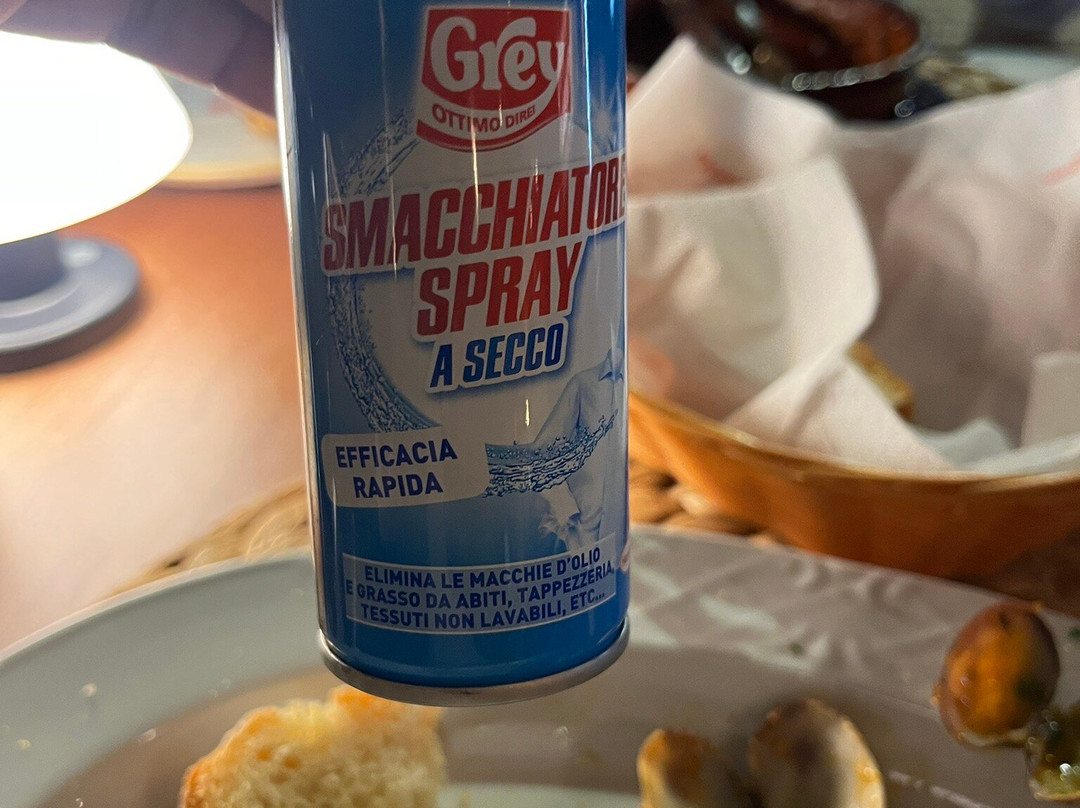 Grey
OTTIMO DIREI
SMACCHIATORE
SPRAY
A SECCO
EFFICACIA
RAPIDA
ELIMINA LE MACCHIE D'OLIO
E GRASSO DA ABITI, TAPPEZZERIA,
TESSUTI NON LAVABILI, ETC...